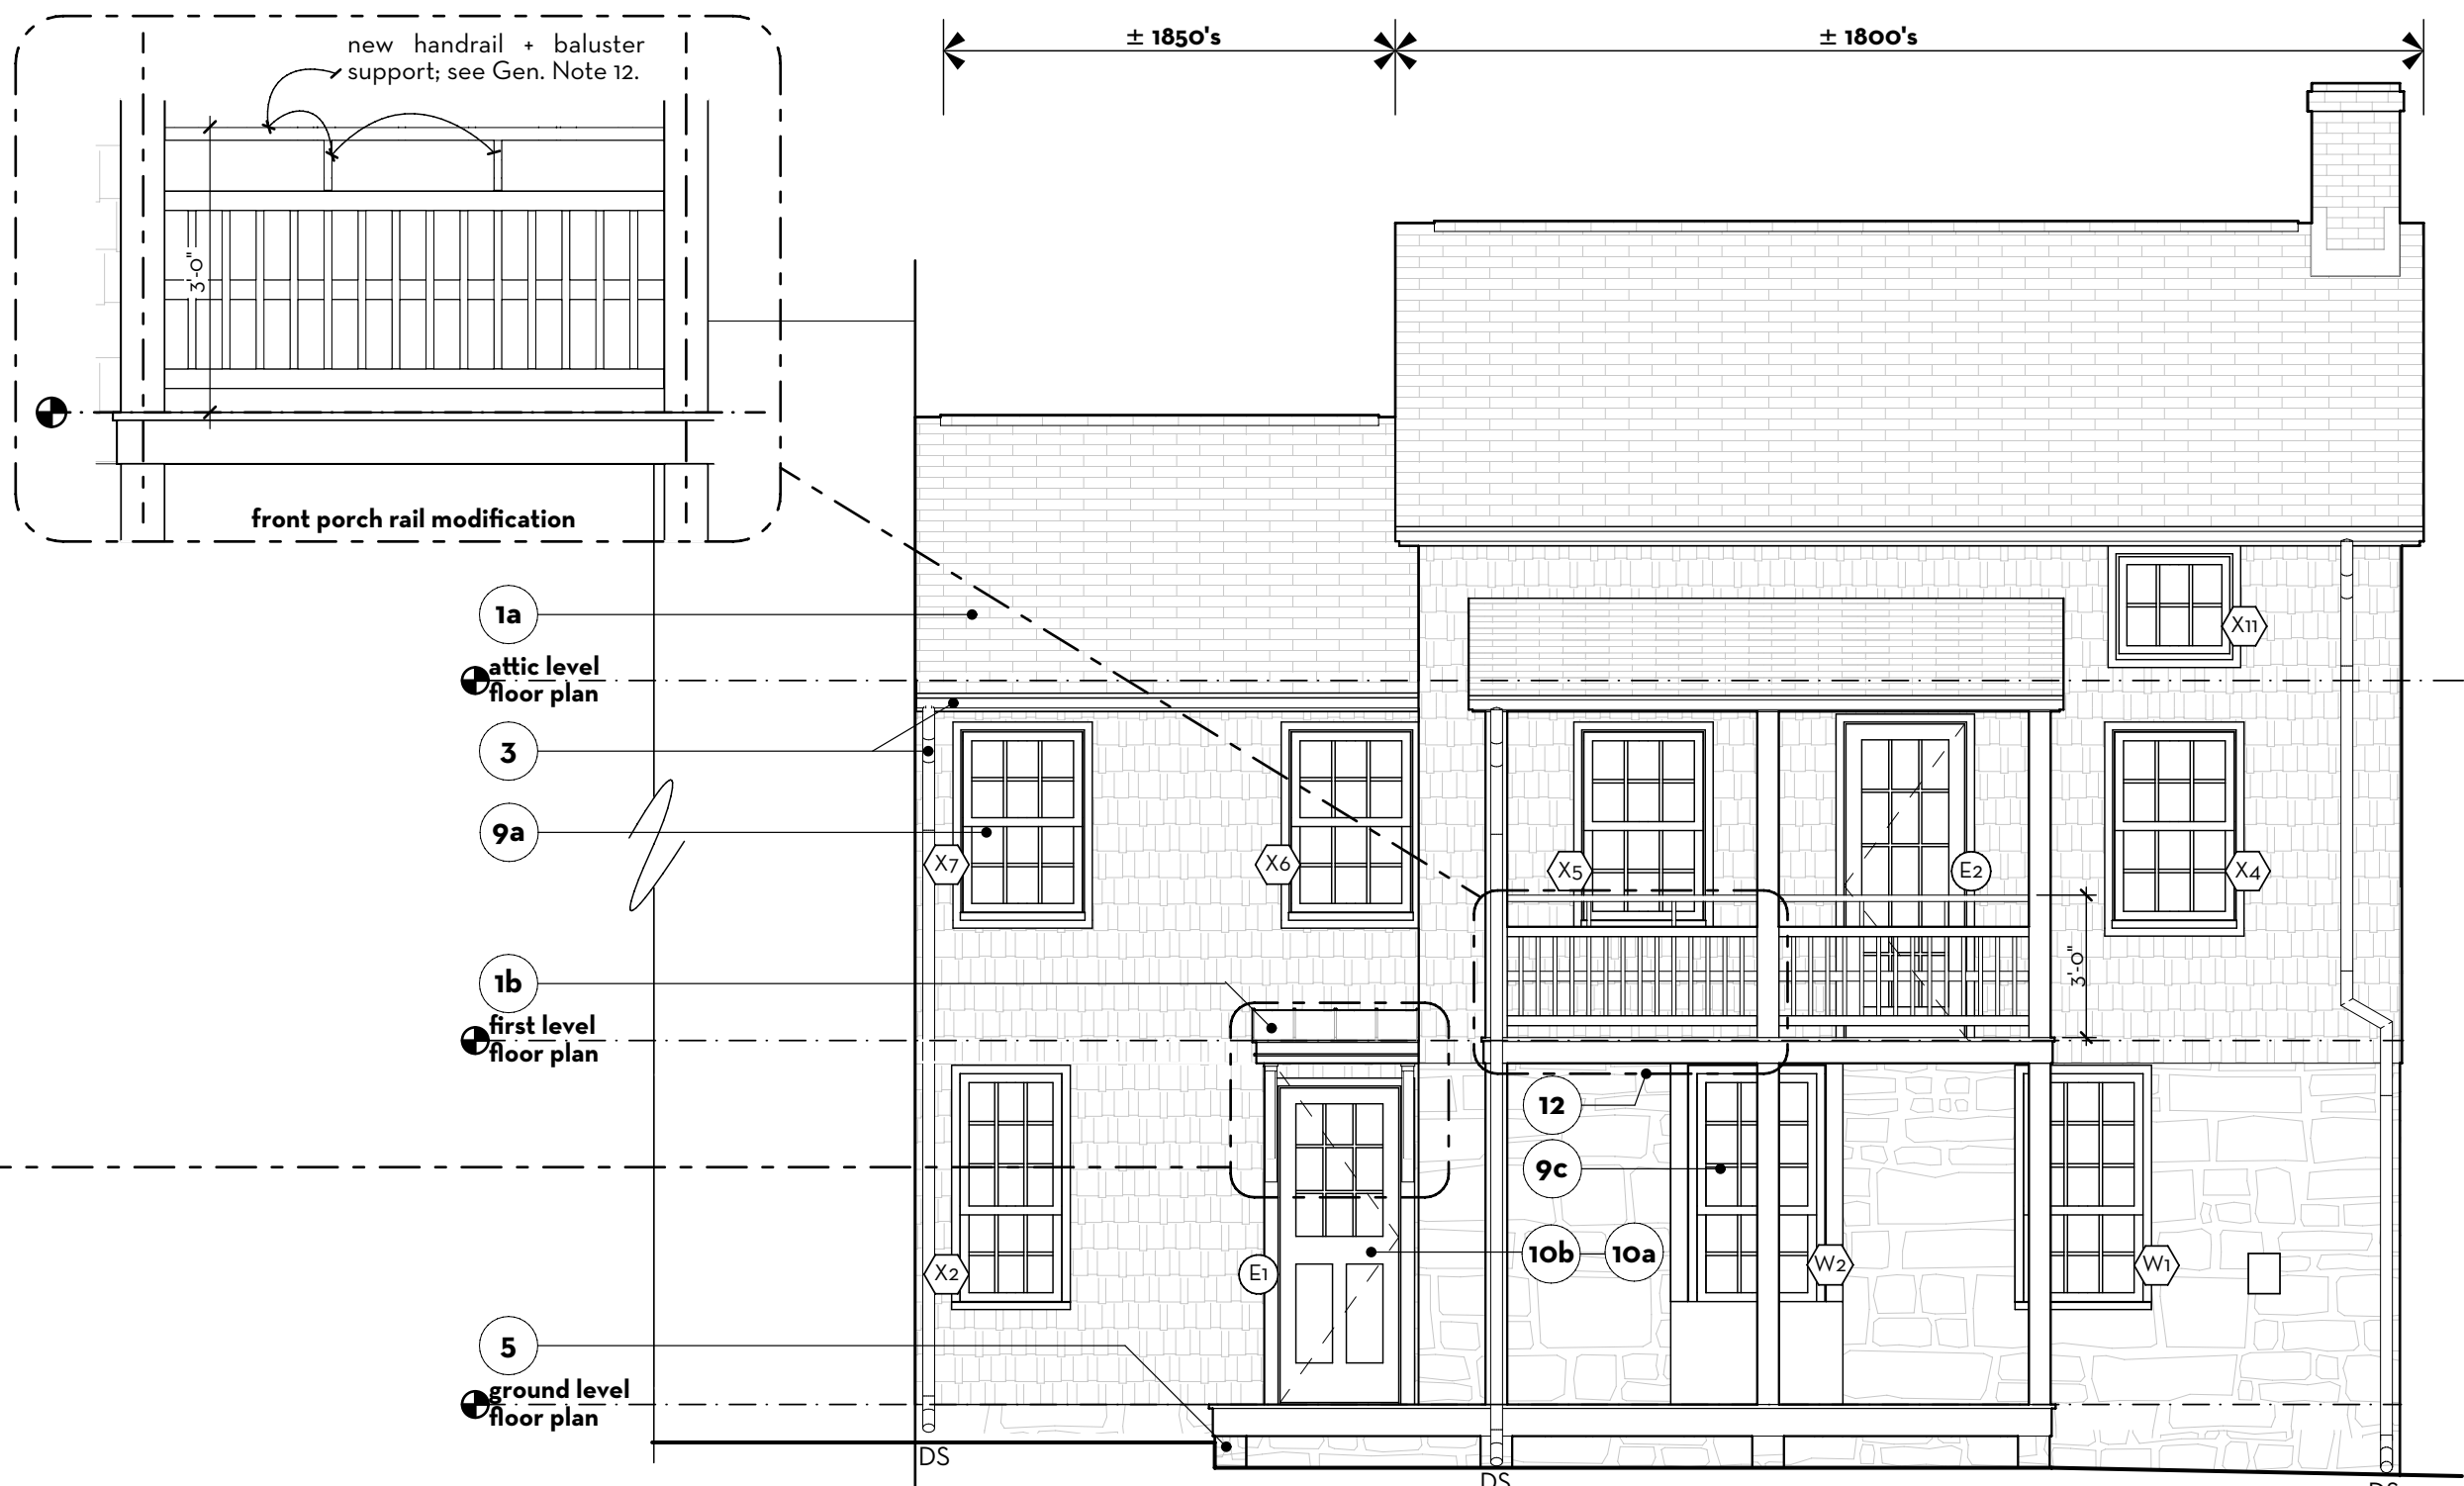 new handrail + baluster
support; see Gen. Note 12.
3'-0"
front porch rail modification
± 1850's
± 1800's
1a
attic level
floor plan
3
9a
X7
X6
X5
E2
X4
X11
1b
first level
floor plan
3'-0"
12
9c
10b
10a
X2
E1
W2
W1
5
ground level
floor plan
DS
DS
DS